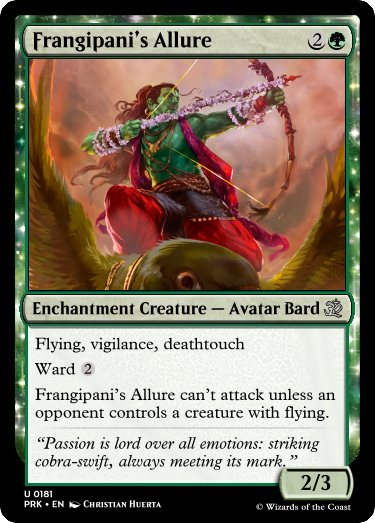 Frangipani's Allure 2
Enchantment Creature — Avatar Bard
Flying, vigilance, deathtouch
Ward 2
Frangipani's Allure can't attack unless an
opponent controls a creature with flying.
"Passion is lord over all emotions: striking
cobra-swift, always meeting its mark."
2/3
U 0181
PRK • EN Christian Huerta
© Wizards of the Coast